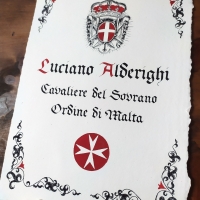 Luciano Alderighi
Cavaliere del Sovrano
Ordine di Malta